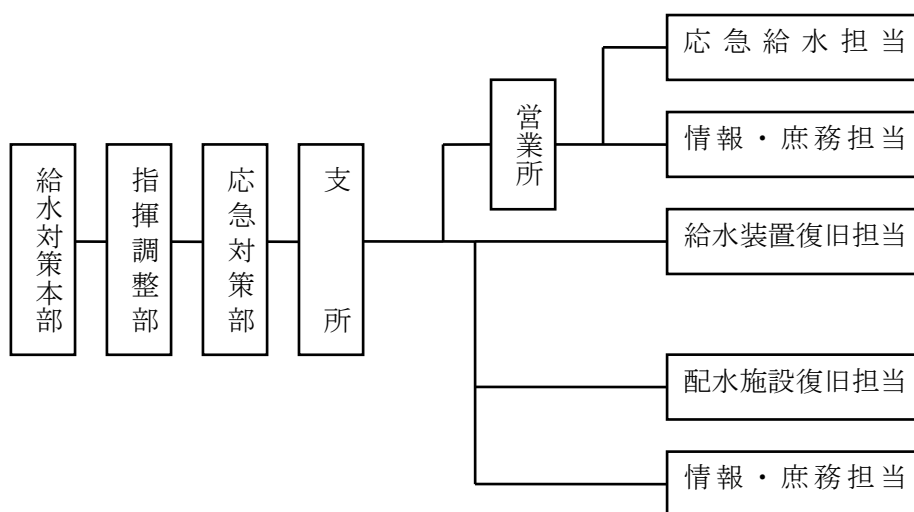 給水対策本部
指揮調整部
応急対策部
支所
営業所
応急給水担当
情報・庶務担当
給水装置復旧担当
配水施設復旧担当
情報・庶務担当